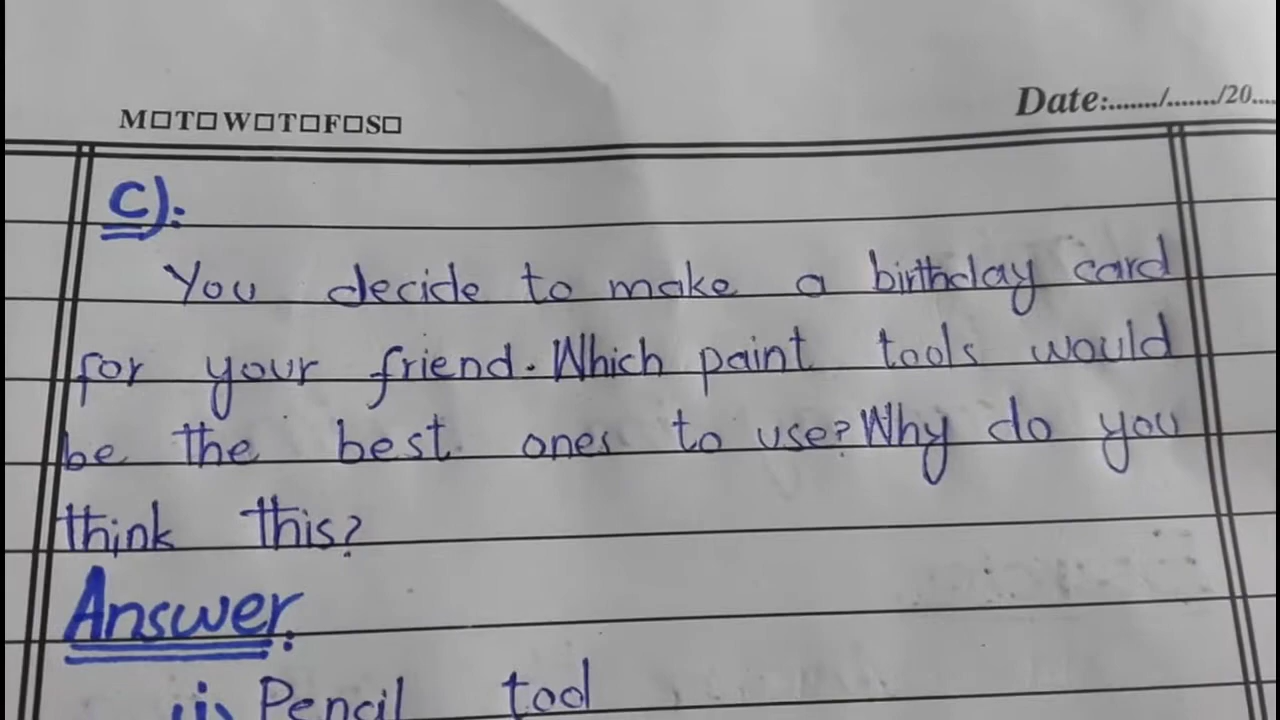 M□T□W□T□F□S□
Date:......./......./20....
C):
You decide to make a birthday card
for your friend. Which paint tools would
be the best ones to use? Why do you
think this?
Answer:
i) Pencil tool